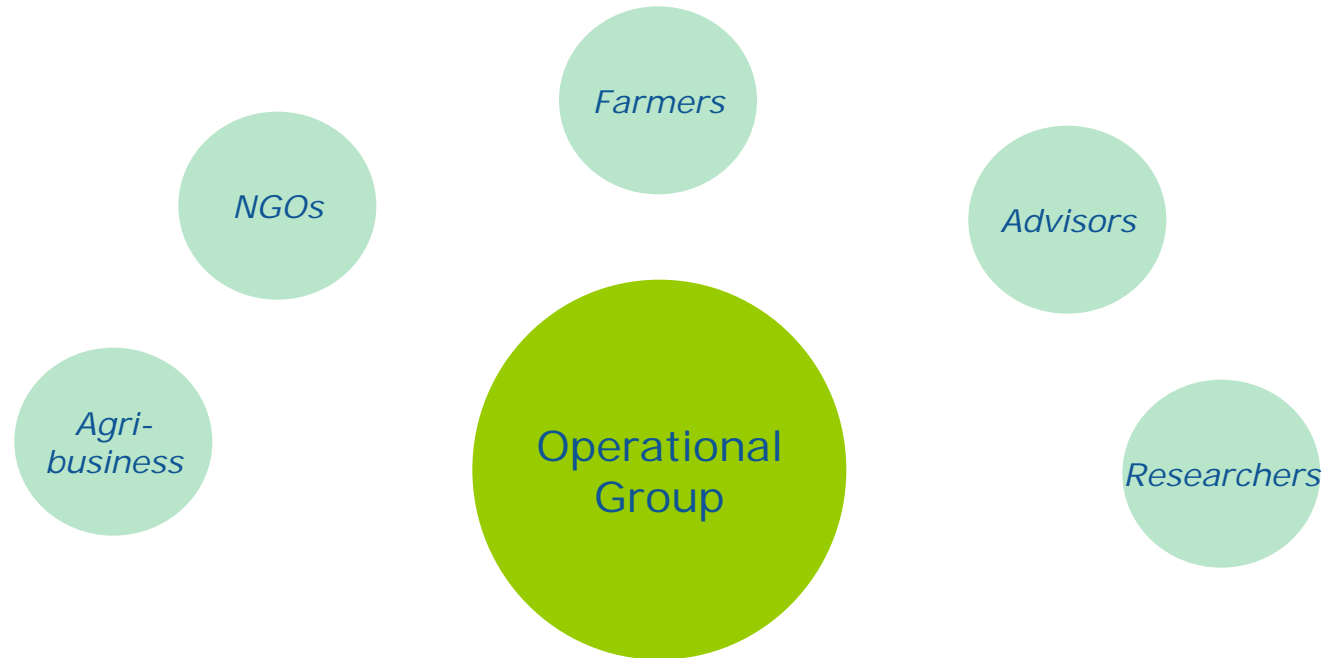 Farmers
NGOs
Advisors
Agri-
business
Operational
Group
Researchers